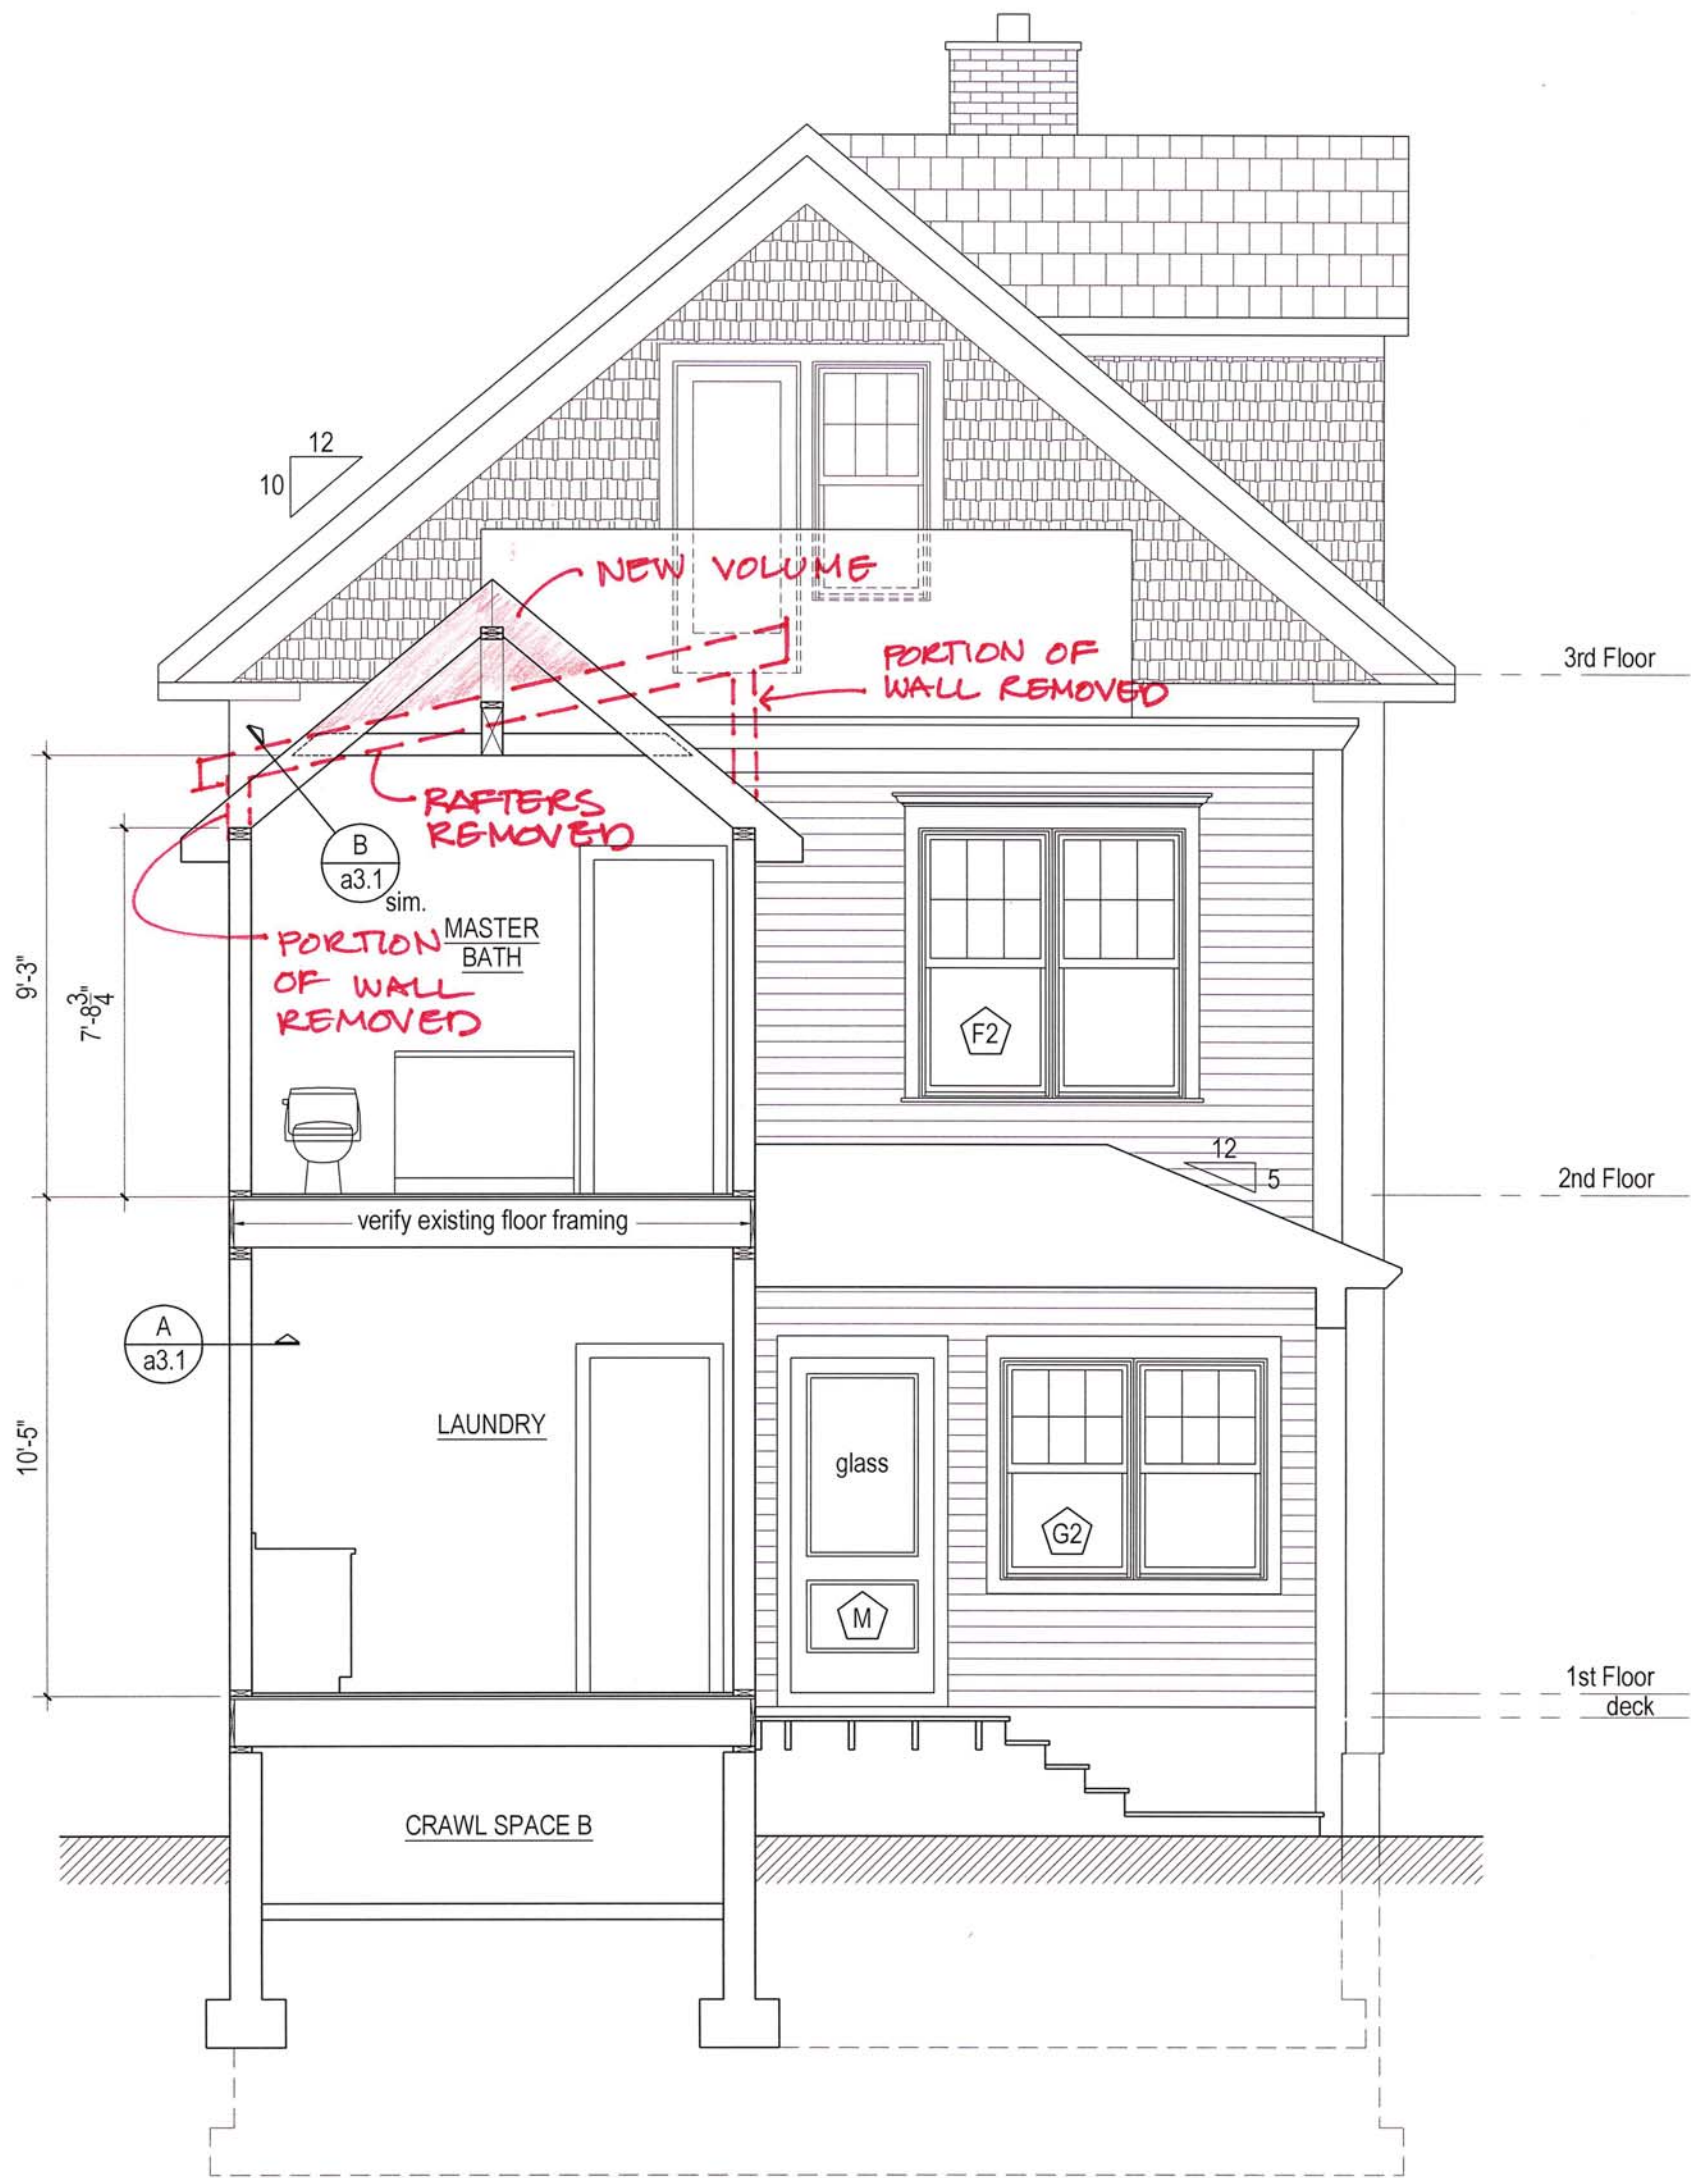 12
10
NEW VOLUME
PORTION OF
WALL REMOVED
3rd Floor
RAFTERS
REMOVED
B
a3.1
sim.
MASTER
BATH
PORTION
OF WALL
REMOVED
9'-3"
7'-8 3/4"
F2
12
5
2nd Floor
verify existing floor framing
A
a3.1
LAUNDRY
10'-5"
glass
G2
M
1st Floor
deck
CRAWL SPACE B